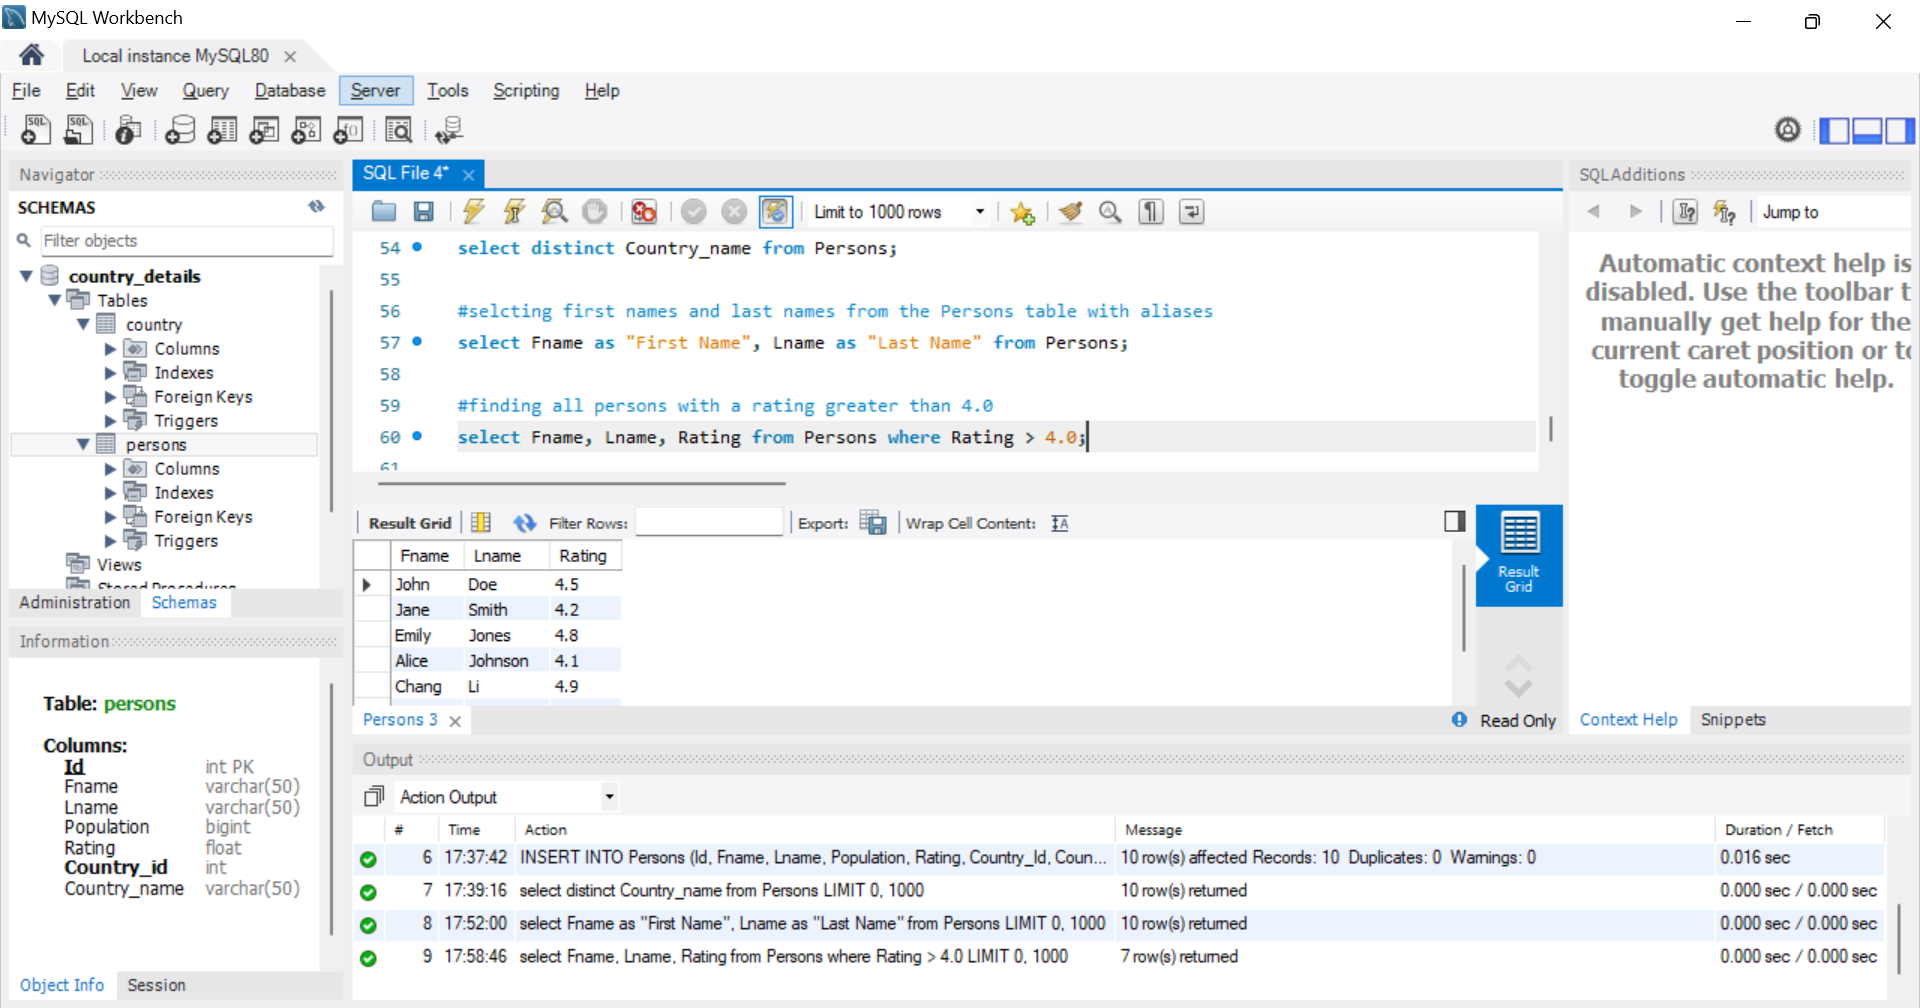 MySQL Workbench
Local instance MySQL80
File Edit View Query Database Server Tools Scripting Help
Navigator
SCHEMAS
Filter objects
country_details
Tables
country
Columns
Indexes
Foreign Keys
Triggers
persons
Columns
Indexes
Foreign Keys
Triggers
Views
Stored Procedures
Administration Schemas
Information
Table: persons
Columns:
Id int PK
Fname varchar(50)
Lname varchar(50)
Population bigint
Rating float
Country_id int
Country_name varchar(50)
Object Info Session
SQL File 4*
Limit to 1000 rows
54 select distinct Country_name from Persons;
55
56 #selcting first names and last names from the Persons table with aliases
57 select Fname as "First Name", Lname as "Last Name" from Persons;
58
59 #finding all persons with a rating greater than 4.0
60 select Fname, Lname, Rating from Persons where Rating > 4.0;
61
Result Grid Filter Rows: Export: Wrap Cell Content:
Fname Lname Rating
John Doe 4.5
Jane Smith 4.2
Emily Jones 4.8
Alice Johnson 4.1
Chang Li 4.9
Result
Grid
Persons 3
Read Only
SQLAdditions
Jump to
Automatic context help is
disabled. Use the toolbar t
manually get help for the
current caret position or to
toggle automatic help.
Context Help Snippets
Output
Action Output
# Time Action Message Duration / Fetch
6 17:37:42 INSERT INTO Persons (Id, Fname, Lname, Population, Rating, Country_Id, Coun... 10 row(s) affected Records: 10 Duplicates: 0 Warnings: 0 0.016 sec
7 17:39:16 select distinct Country_name from Persons LIMIT 0, 1000 10 row(s) returned 0.000 sec / 0.000 sec
8 17:52:00 select Fname as "First Name", Lname as "Last Name" from Persons LIMIT 0, 1000 10 row(s) returned 0.000 sec / 0.000 sec
9 17:58:46 select Fname, Lname, Rating from Persons where Rating > 4.0 LIMIT 0, 1000 7 row(s) returned 0.000 sec / 0.000 sec